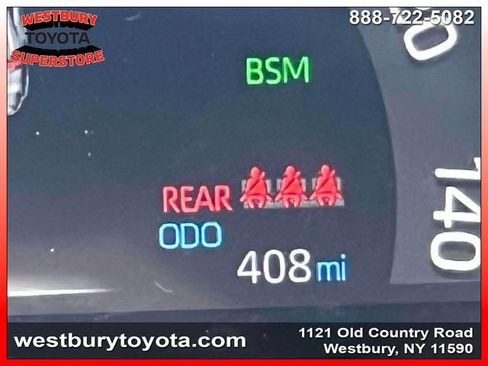 WESTBURY
TOYOTA
SUPERSTORE
888-722-5082
BSM
REAR
ODO
408 mi
140
westburytoyota.com
1121 Old Country Road
Westbury, NY 11590